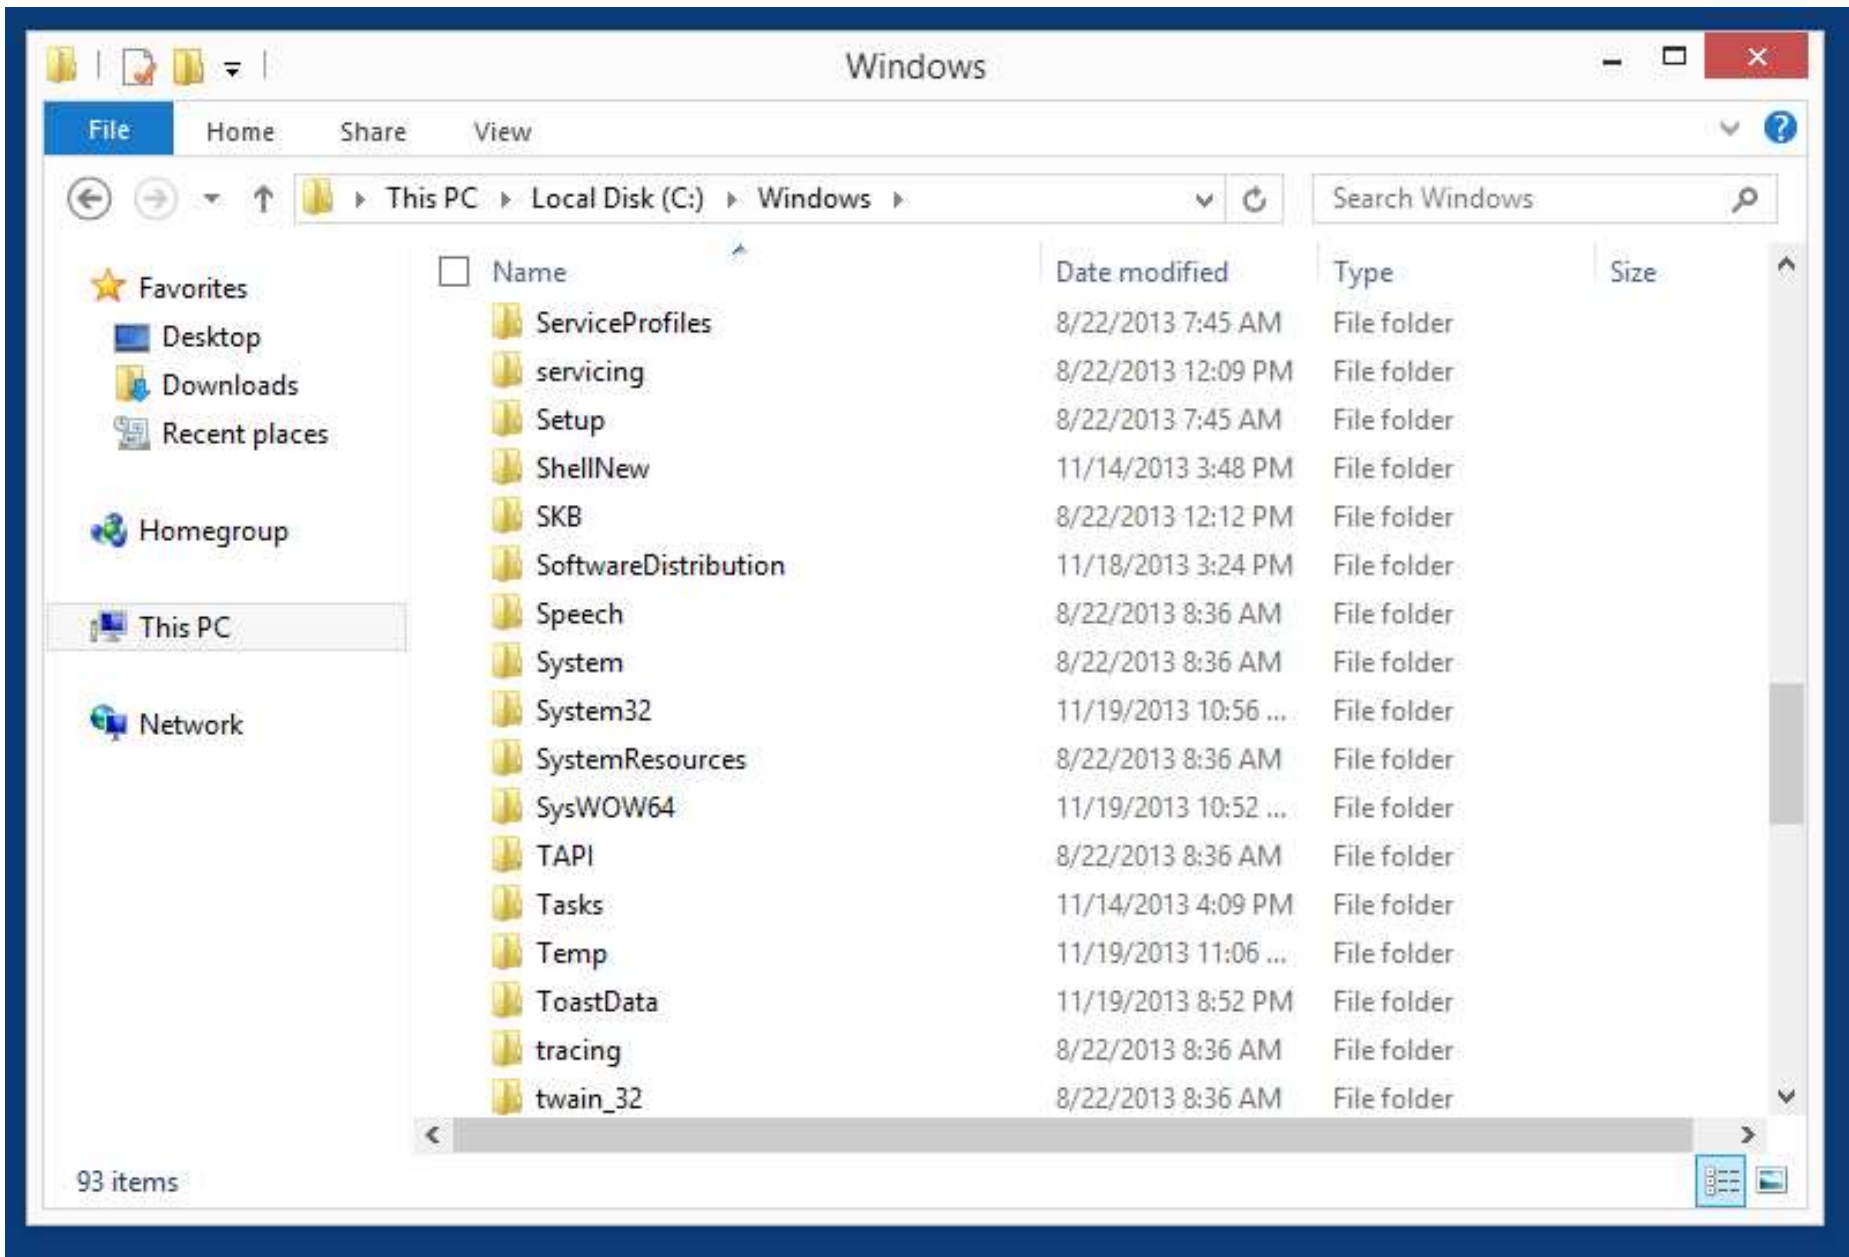 Windows
File Home Share View
This PC Local Disk (C:) Windows Search Windows
Favorites
Desktop
Downloads
Recent places
Homegroup
This PC
Network
Name Date modified Type Size
ServiceProfiles 8/22/2013 7:45 AM File folder
servicing 8/22/2013 12:09 PM File folder
Setup 8/22/2013 7:45 AM File folder
ShellNew 11/14/2013 3:48 PM File folder
SKB 8/22/2013 12:12 PM File folder
SoftwareDistribution 11/18/2013 3:24 PM File folder
Speech 8/22/2013 8:36 AM File folder
System 8/22/2013 8:36 AM File folder
System32 11/19/2013 10:56 ... File folder
SystemResources 8/22/2013 8:36 AM File folder
SysWOW64 11/19/2013 10:52 ... File folder
TAPI 8/22/2013 8:36 AM File folder
Tasks 11/14/2013 4:09 PM File folder
Temp 11/19/2013 11:06 ... File folder
ToastData 11/19/2013 8:52 PM File folder
tracing 8/22/2013 8:36 AM File folder
twain_32 8/22/2013 8:36 AM File folder
93 items